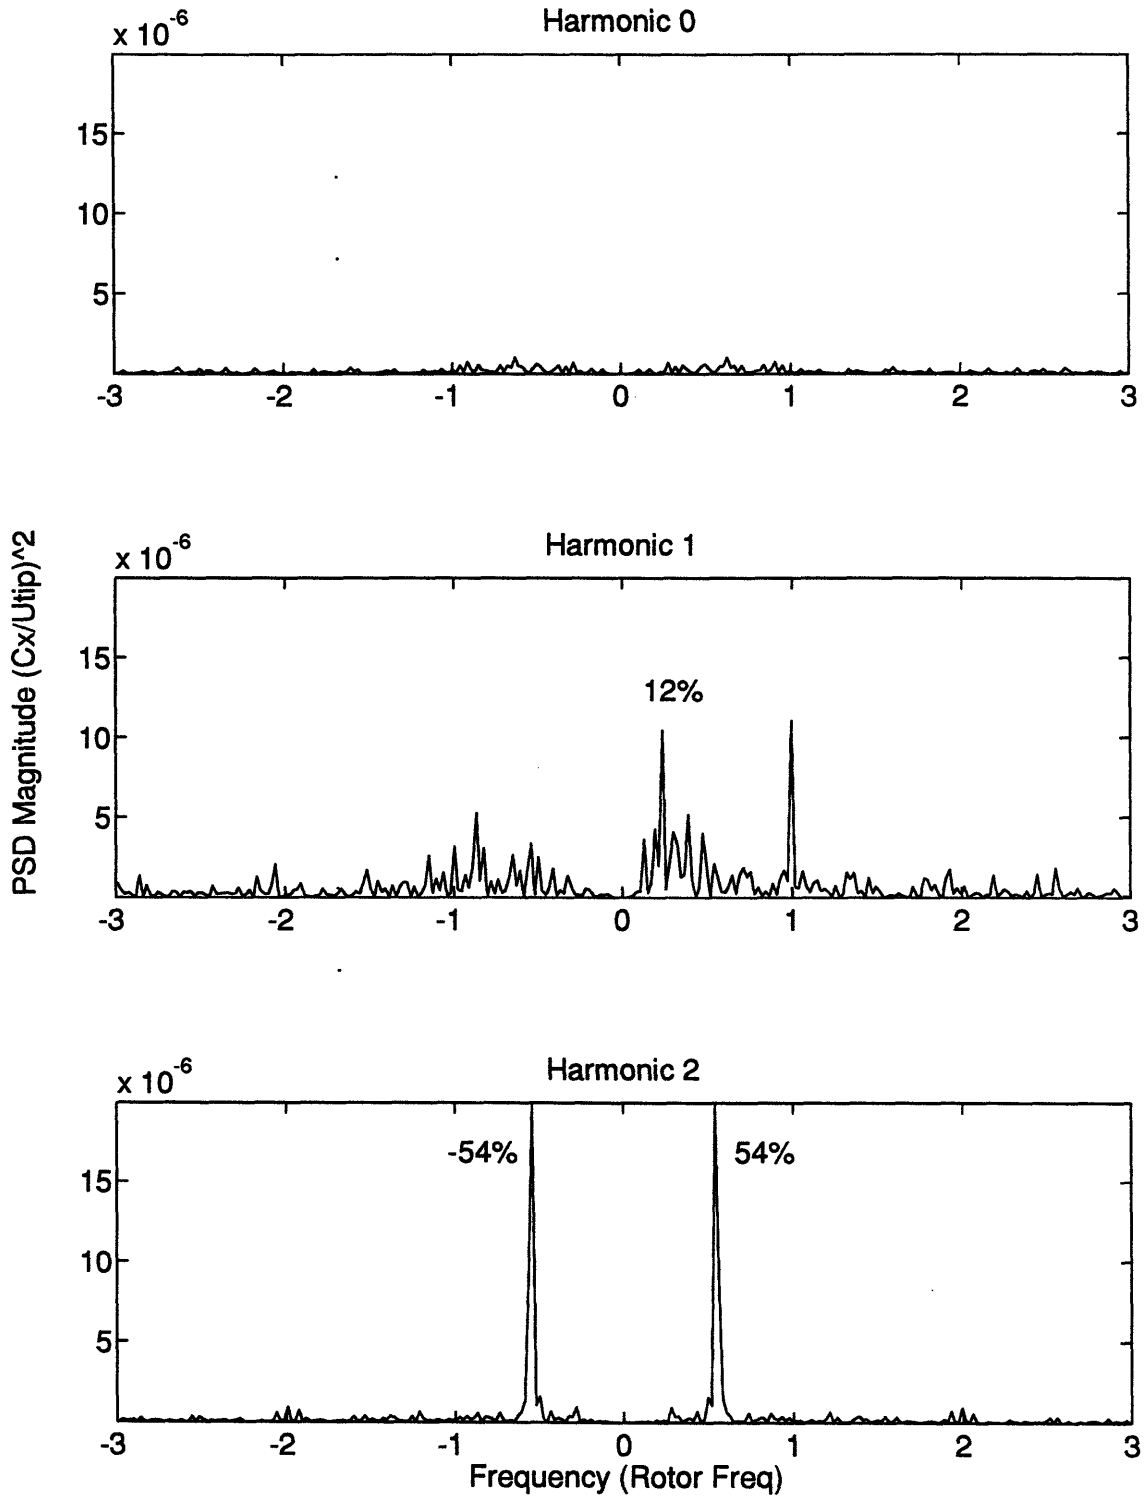 Harmonic 0
x 10^-6
15
10
5
-3 -2 -1 0 1 2 3
PSD Magnitude (Cx/Utip)^2
Harmonic 1
x 10^-6
15
12%
10
5
-3 -2 -1 0 1 2 3
Harmonic 2
x 10^-6
-54% 54%
15
10
5
-3 -2 -1 0 1 2 3
Frequency (Rotor Freq)